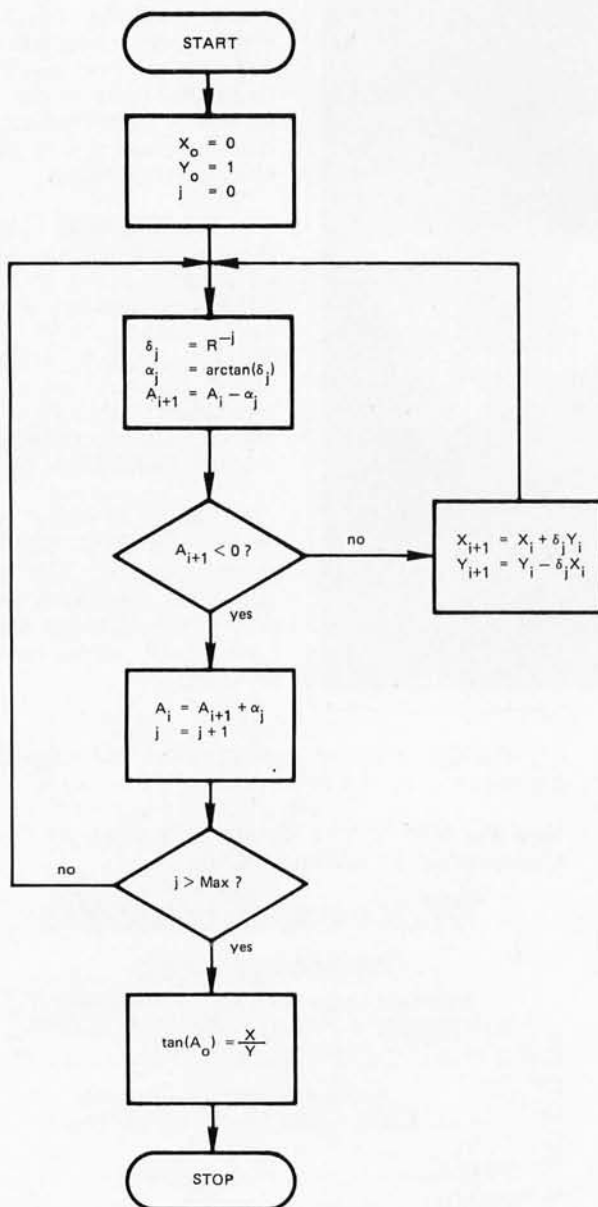 START
X₀ = 0
Y₀ = 1
j = 0
δⱼ = R⁻ʲ
αⱼ = arctan(δⱼ)
Aᵢ₊₁ = Aᵢ − αⱼ
Aᵢ₊₁ < 0 ?
no
Xᵢ₊₁ = Xᵢ + δⱼYᵢ
Yᵢ₊₁ = Yᵢ − δⱼXᵢ
yes
Aᵢ = Aᵢ₊₁ + αⱼ
j = j + 1
no
j > Max ?
yes
tan(A₀) = X/Y
STOP